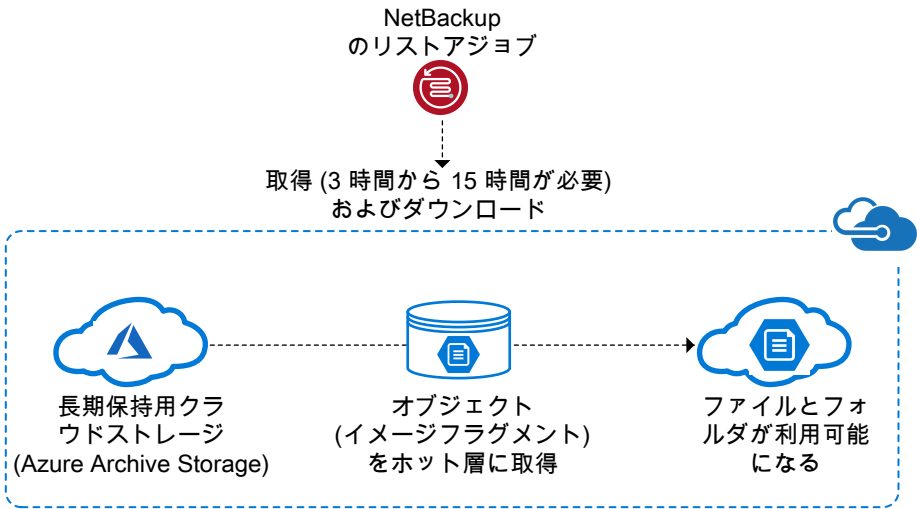 NetBackup
のリストアジョブ
取得 (3 時間から 15 時間が必要)
およびダウンロード
長期保持用クラ
ウドストレージ
(Azure Archive Storage)
オブジェクト
(イメージフラグメント)
をホット層に取得
ファイルとフォ
ルダが利用可能
になる